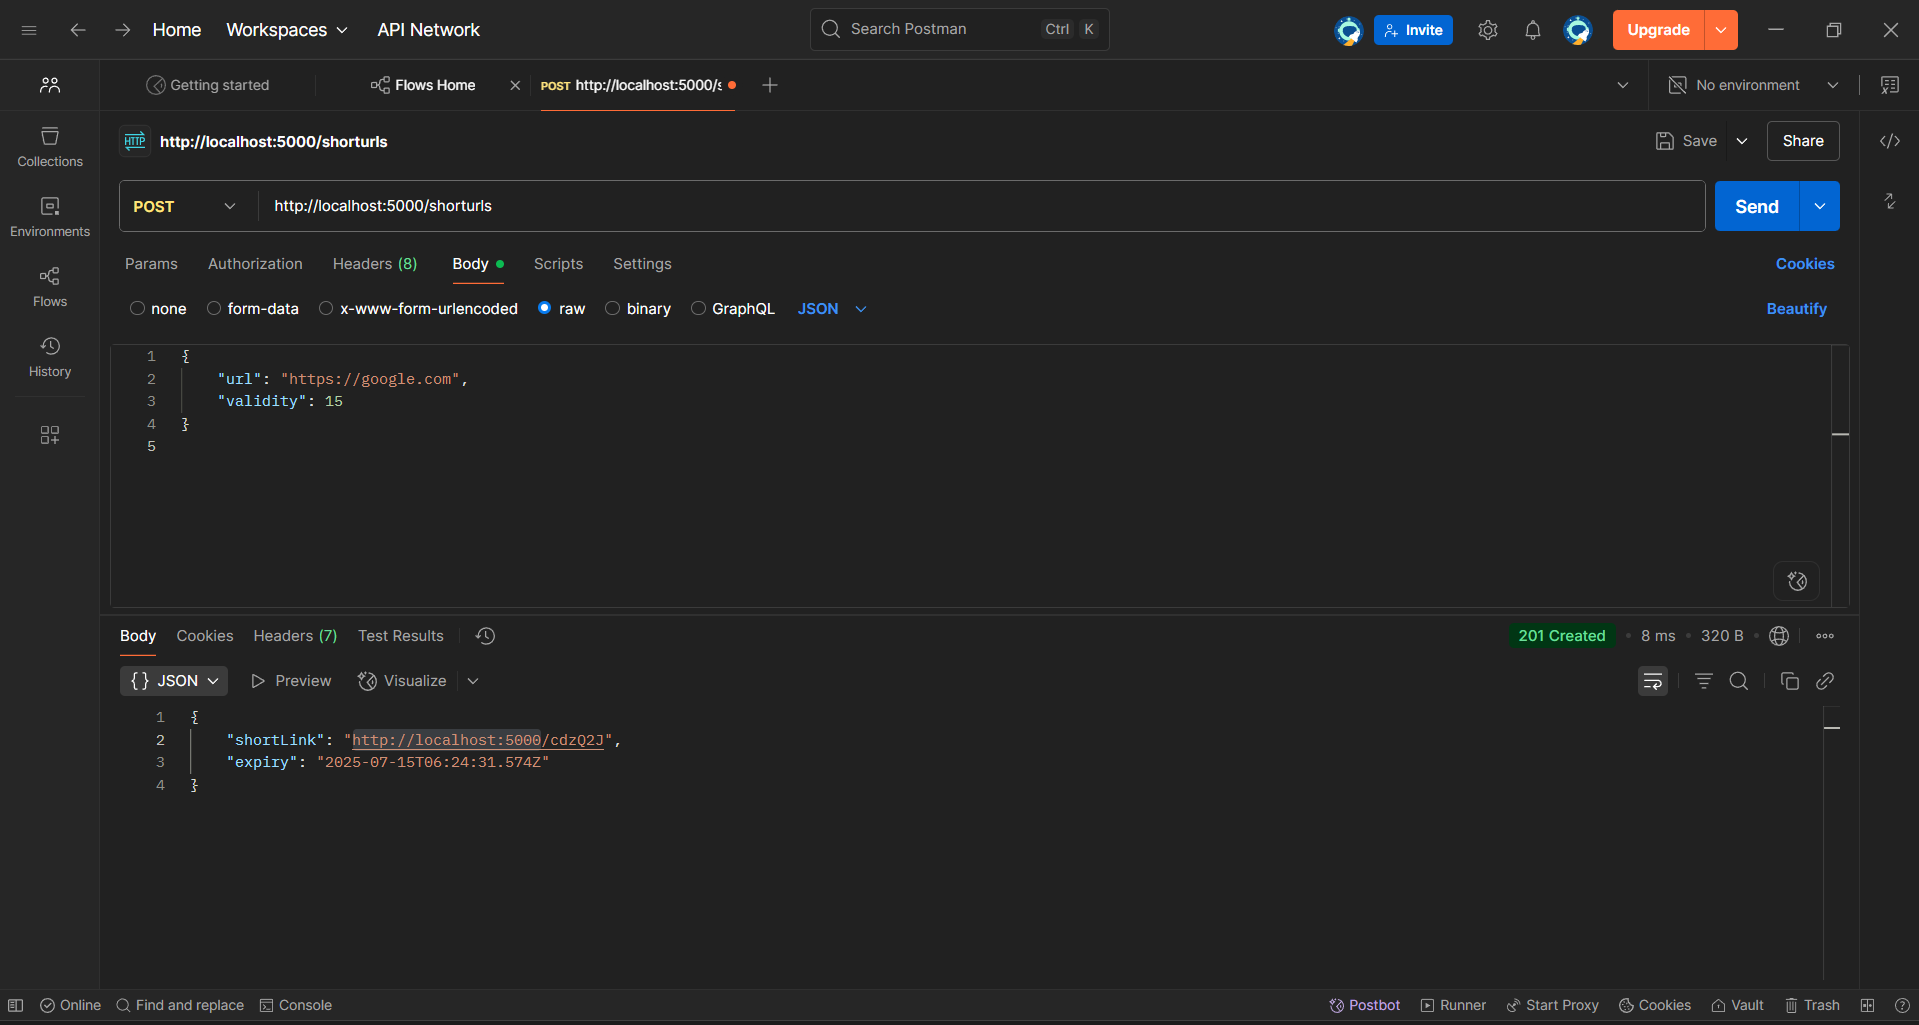 Home Workspaces API Network Search Postman Ctrl K Invite Upgrade
Getting started Flows Home POST http://localhost:5000/s No environment
HTTP http://localhost:5000/shorturls Save Share
Collections
Environments
Flows
History
POST http://localhost:5000/shorturls Send
Params Authorization Headers (8) Body Scripts Settings Cookies
none form-data x-www-form-urlencoded raw binary GraphQL JSON Beautify
1 {
2 "url": "https://google.com",
3 "validity": 15
4 }
5
Body Cookies Headers (7) Test Results 201 Created 8 ms 320 B
{} JSON Preview Visualize
1 {
2 "shortLink": "http://localhost:5000/cdzQ2J",
3 "expiry": "2025-07-15T06:24:31.574Z"
4 }
Online Find and replace Console Postbot Runner Start Proxy Cookies Vault Trash